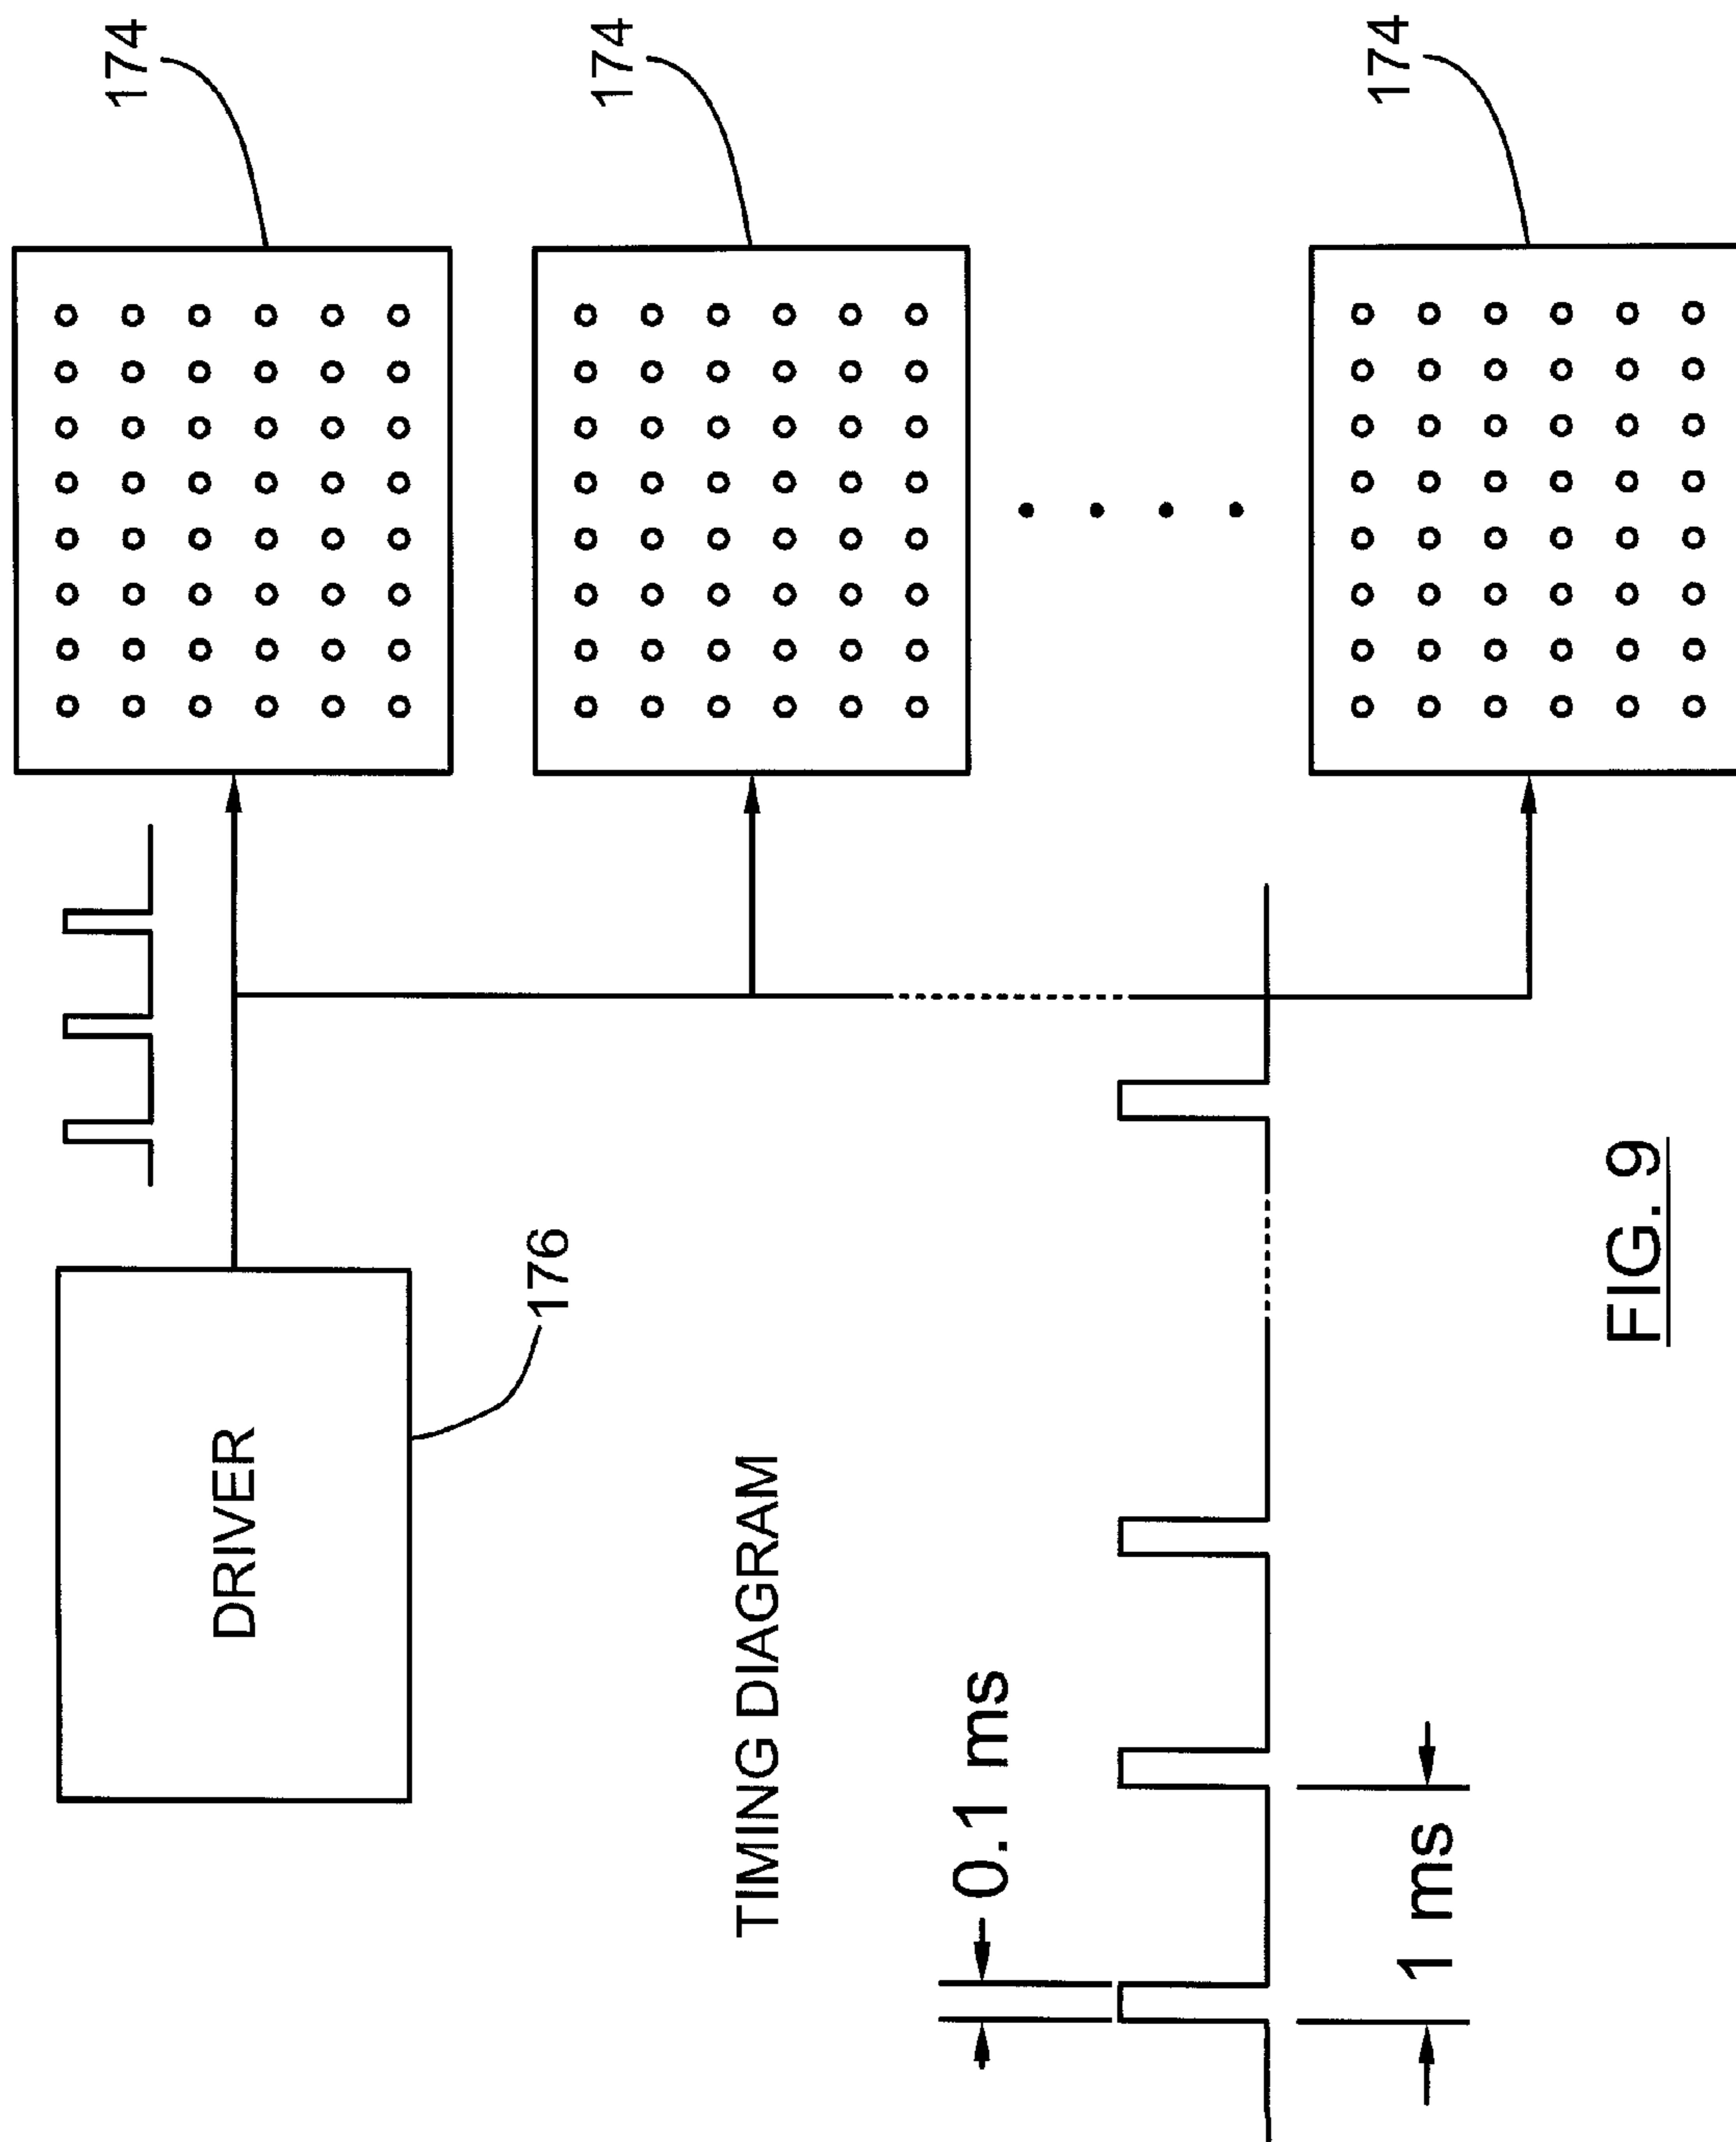 174
174
174
DRIVER
176
TIMING DIAGRAM
0.1 ms
1 ms
FIG. 9